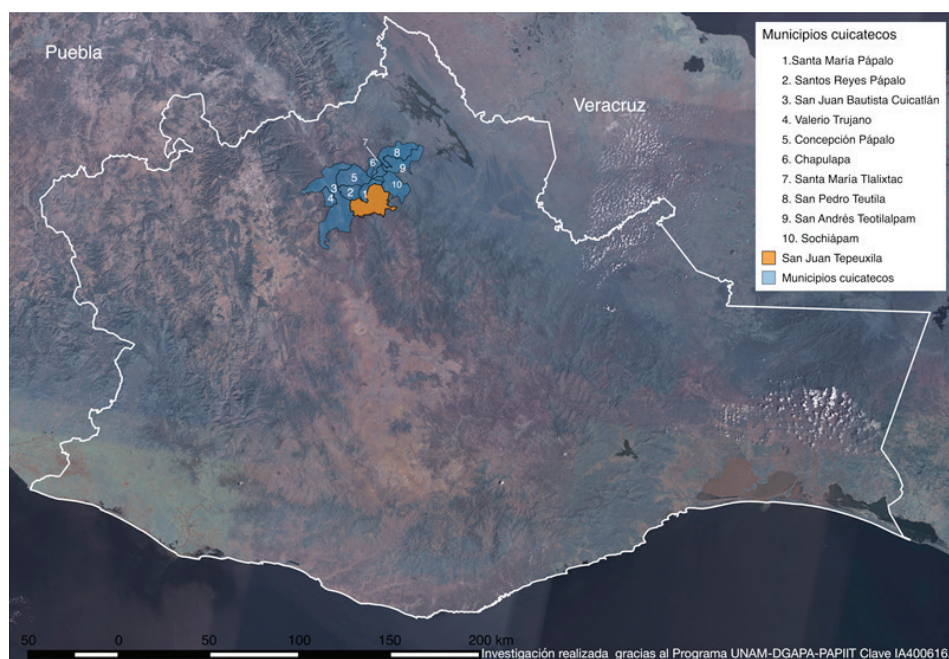 Puebla
Veracruz
Municipios cuicatecos
1.Santa María Pápalo
2. Santos Reyes Pápalo
3. San Juan Bautista Cuicatlán
4. Valerio Trujano
5. Concepción Pápalo
6. Chapulapa
7. Santa María Tlalixtac
8. San Pedro Teutila
9. San Andrés Teotilalpam
10. Sochiápam
San Juan Tepeuxila
Municipios cuicatecos
7
8
6
9
5
10
3
2
1
4
50 0 50 100 150 200 km
Investigación realizada gracias al Programa UNAM-DGAPA-PAPIIT Clave IA400616